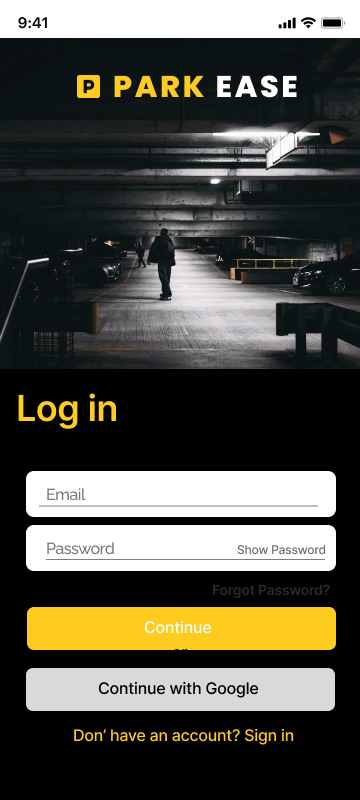 9:41
P PARK EASE
Log in
Email
Password Show Password
Forgot Password?
Continue
Continue with Google
Don’ have an account? Sign in